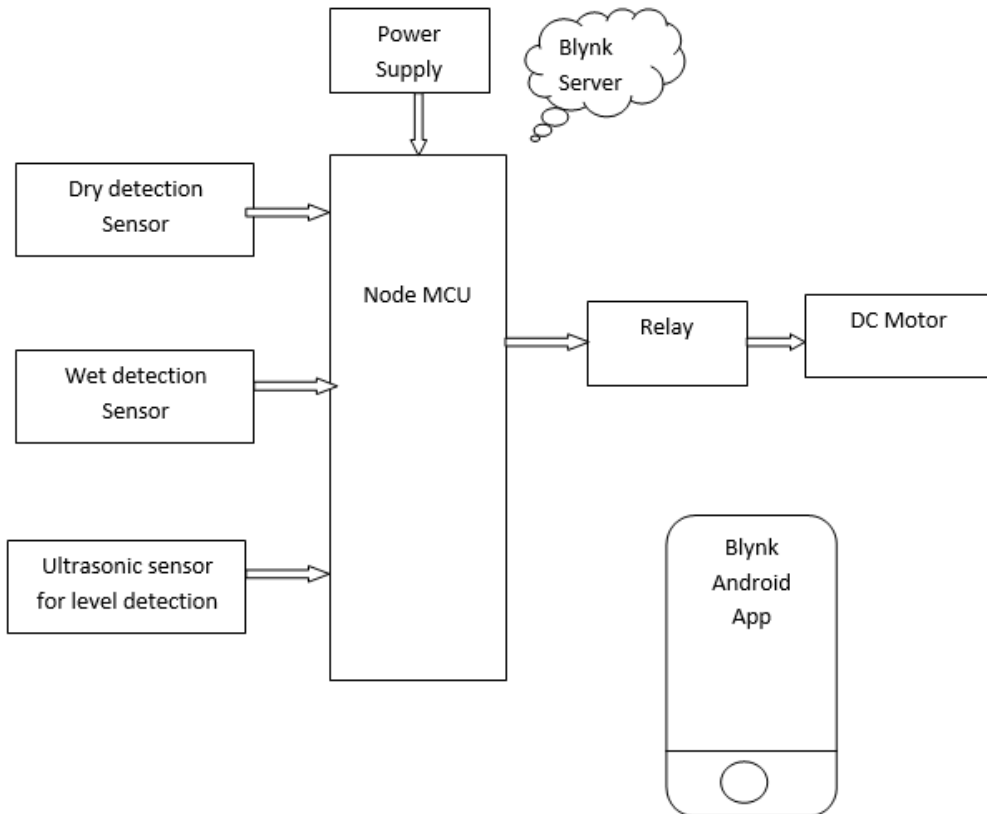 Power
Supply
Blynk
Server
Dry detection
Sensor
Node MCU
Relay
DC Motor
Wet detection
Sensor
Ultrasonic sensor
for level detection
Blynk
Android
App